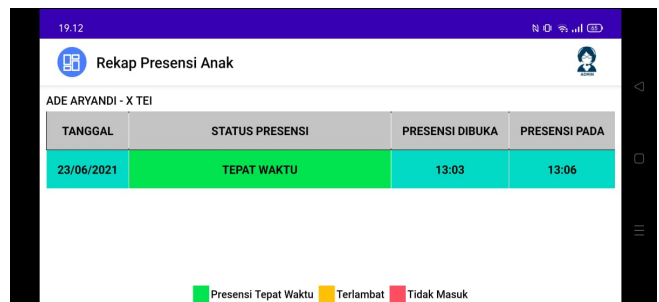 19.12 65
Rekap Presensi Anak
ADMIN
ADE ARYANDI - X TEI
TANGGAL STATUS PRESENSI PRESENSI DIBUKA PRESENSI PADA
23/06/2021 TEPAT WAKTU 13:03 13:06
Presensi Tepat Waktu Terlambat Tidak Masuk